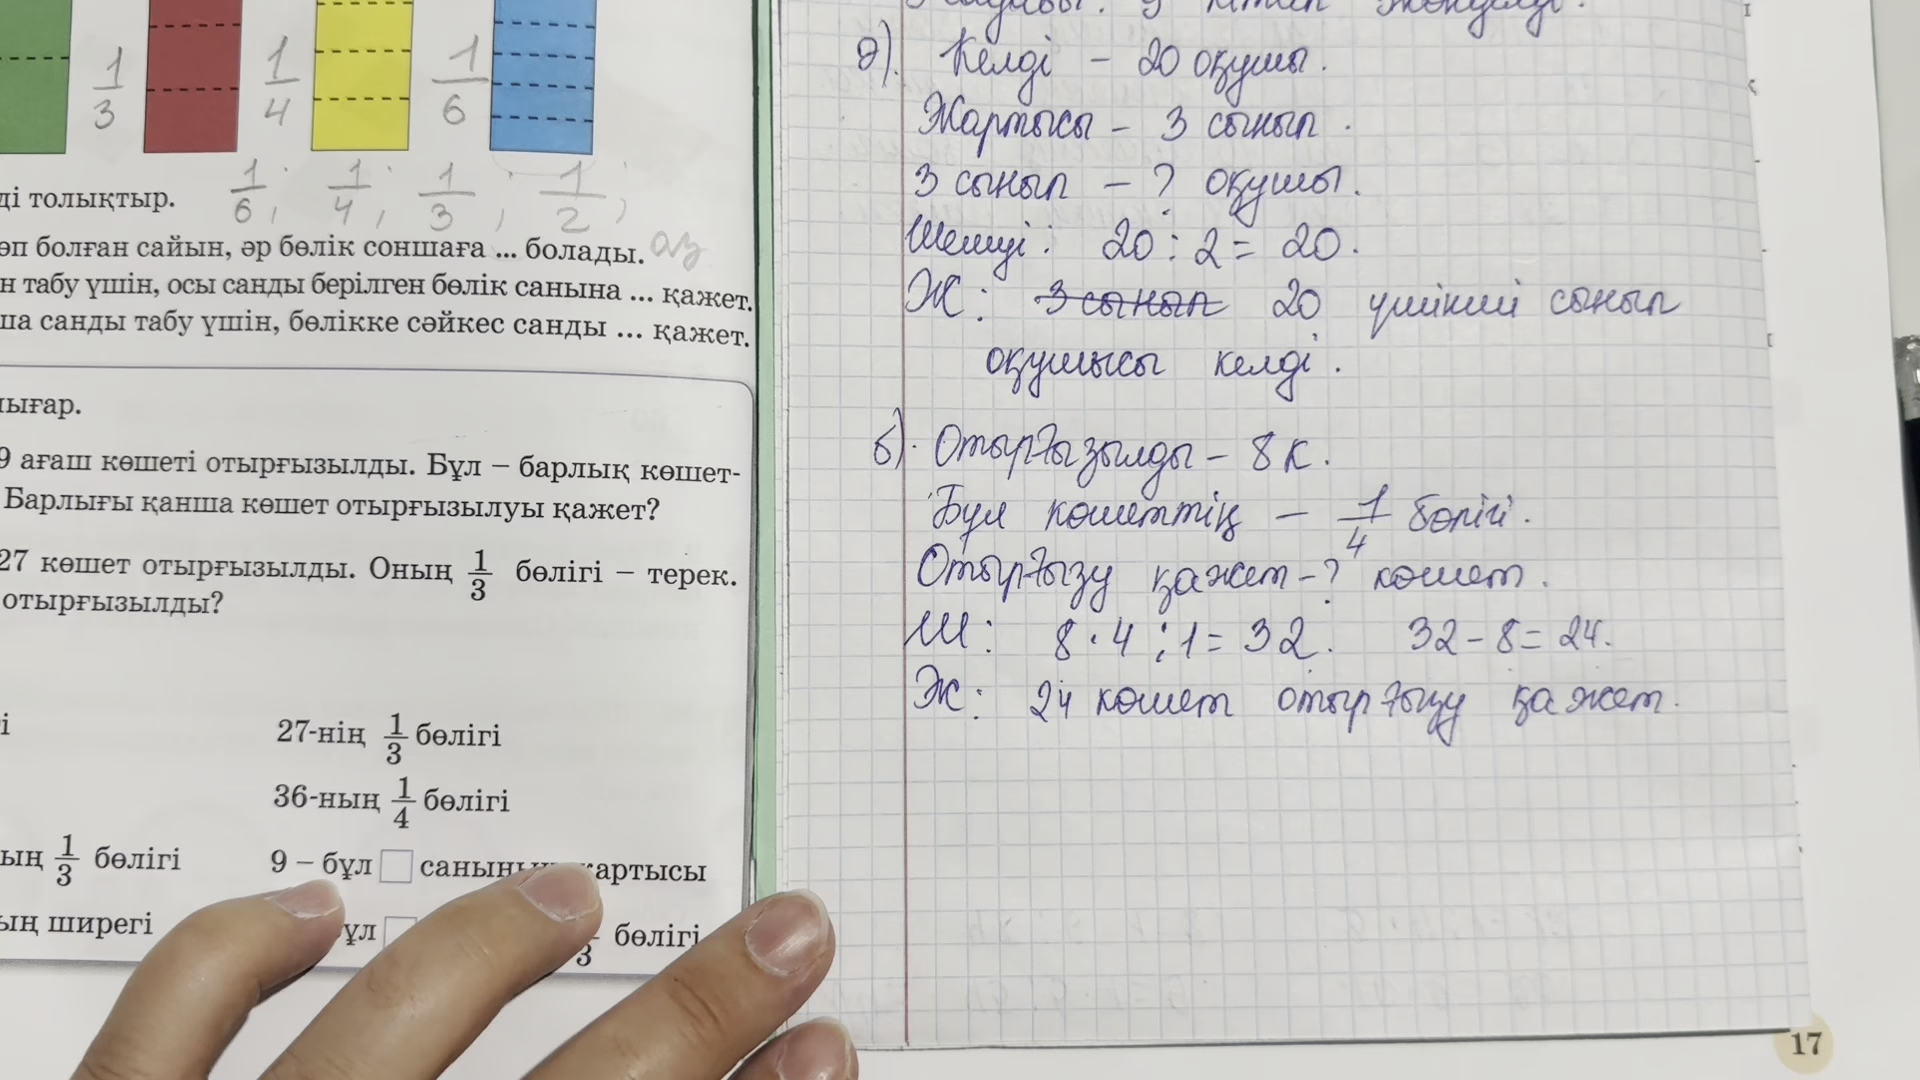 1/3 1/4 1/6
ді толықтыр. 1/6; 1/4; 1/3; 1/2;
өп болған сайын, әр бөлік соншаға ... болады. аз
н табу үшін, осы санды берілген бөлік санына ... қажет.
ша санды табу үшін, бөлікке сәйкес санды ... қажет.
ығар.
9 ағаш көшеті отырғызылды. Бұл – барлық көшет-
Барлығы қанша көшет отырғызылуы қажет?
27 көшет отырғызылды. Оның 1/3 бөлігі – терек.
отырғызылды?
і 27-нің 1/3 бөлігі
36-ның 1/4 бөлігі
ың 1/3 бөлігі 9 – бұл □ санының жартысы
ың ширегі ұл □ 3 бөлігі
ә). Келді – 20 оқушы.
Жартысы – 3 сынып.
3 сынып – ? оқушы.
Шешуі: 20 : 2 = 20.
Ж: 3 сынып 20 үшінші сынып
оқушысы келді.
б). Отырғызылды – 8 к.
Бұл көшеттің – 1/4 бөлігі.
Отырғызу қажет – ? көшет.
Ш: 8 · 4 : 1 = 32. 32 – 8 = 24.
Ж: 24 көшет отырғызу қажет.
17